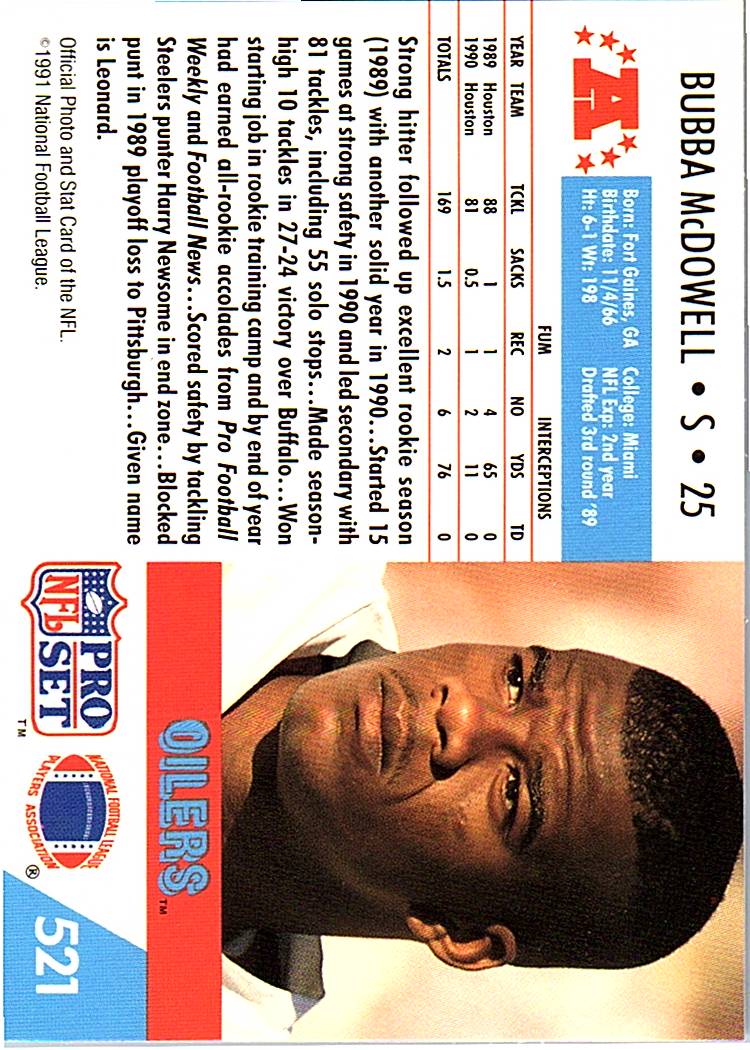 BUBBA McDOWELL • S • 25
A
Born: Fort Gaines, GA College: Miami
Birthdate: 11/4/66 NFL Exp: 2nd year
Ht: 6-1 Wt: 198 Drafted 3rd round '89
FUM INTERCEPTIONS
YEAR TEAM TCKL SACKS REC NO YDS TD
1989 Houston 88 1 1 4 65 0
1990 Houston 81 0.5 1 2 11 0
TOTALS 169 1.5 2 6 76 0
Strong hitter followed up excellent rookie season
(1989) with another solid year in 1990...Started 15
games at strong safety in 1990 and led secondary with
81 tackles, including 55 solo stops...Made season-
high 10 tackles in 27-24 victory over Buffalo...Won
starting job in rookie training camp and by end of year
had earned all-rookie accolades from Pro Football
Weekly and Football News...Scored safety by tackling
Steelers punter Harry Newsome in end zone...Blocked
punt in 1989 playoff loss to Pittsburgh...Given name
is Leonard.
Official Photo and Stat Card of the NFL.
©1991 National Football League.
OILERS™
PRO
SET
NFL
™
NATIONAL FOOTBALL LEAGUE
PLAYERS ASSOCIATION
®
521